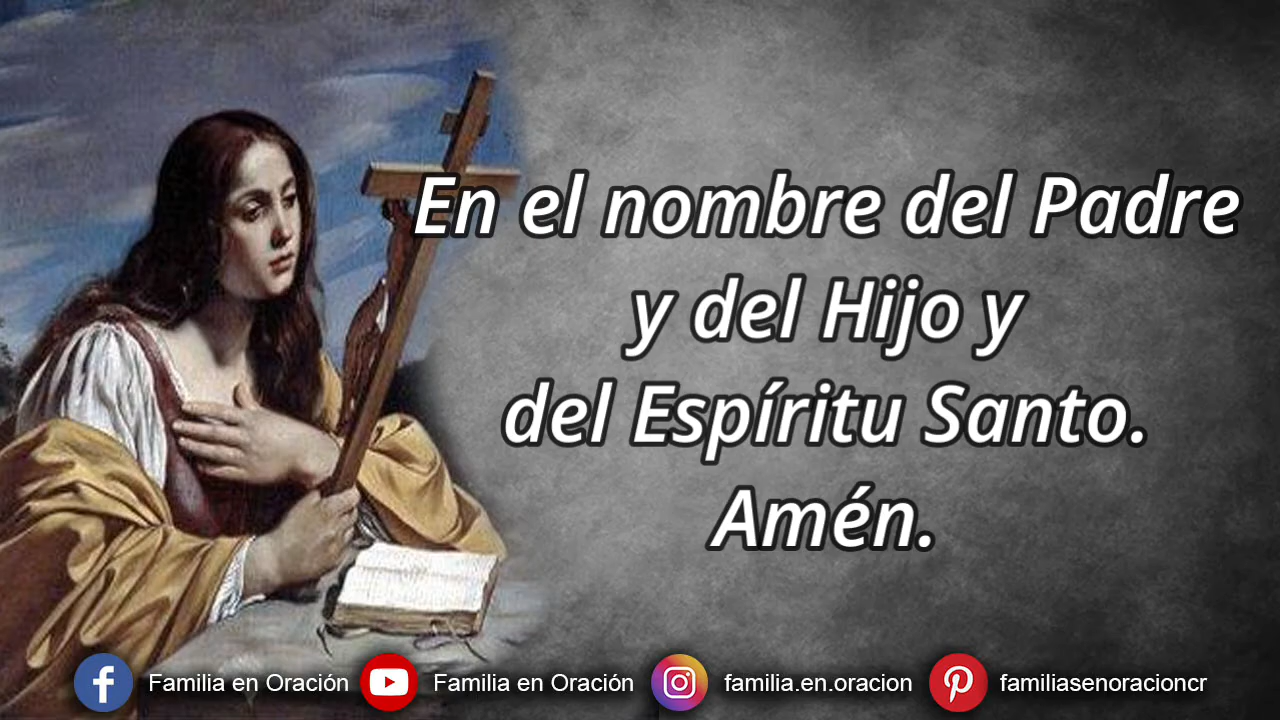 En el nombre del Padre
y del Hijo y
del Espíritu Santo.
Amén.
Familia en Oración Familia en Oración familia.en.oracion familiasenoracioncr